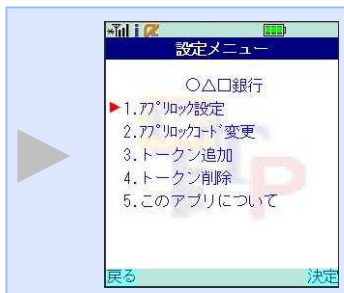 設定メニュー
○△□銀行
1.ｱﾌﾟﾘﾛｯｸ設定
2.ｱﾌﾟﾘﾛｯｸｺｰﾄﾞ変更
3.トークン追加
4.トークン削除
5.このアプリについて
戻る 決定